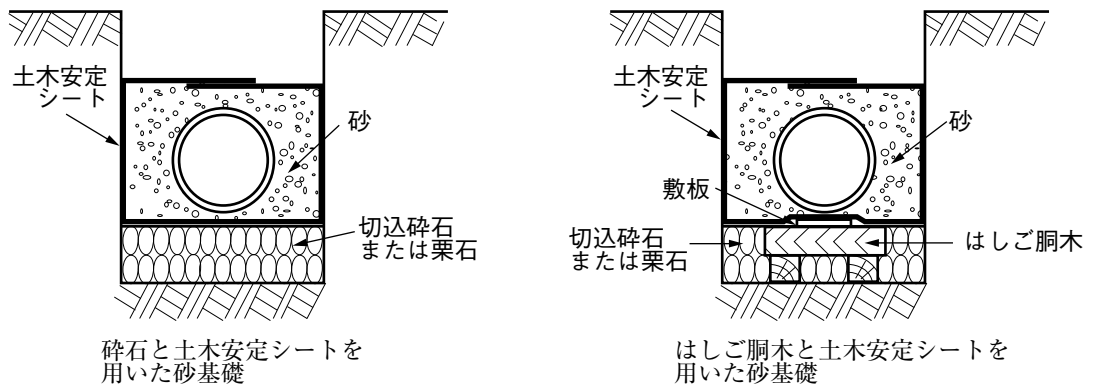 土木安定
シート
砂
切込砕石
または栗石
砕石と土木安定シートを
用いた砂基礎
土木安定
シート
砂
敷板
切込砕石
または栗石
はしご胴木
はしご胴木と土木安定シートを
用いた砂基礎